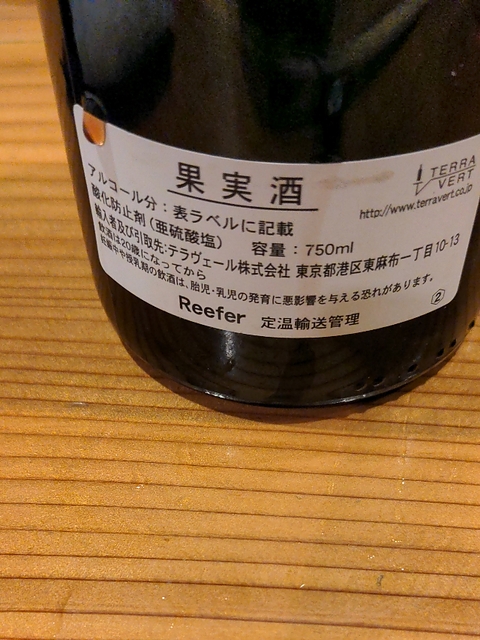 果実酒
TERRA
VERT
http://www.terravert.co.jp
アルコール分：表ラベルに記載
酸化防止剤（亜硫酸塩） 容量：750ml
輸入者及び引取先：テラヴェール株式会社 東京都港区東麻布一丁目10-13
飲酒は20歳になってから
妊娠中や授乳期の飲酒は、胎児・乳児の発育に悪影響を与える恐れがあります。
Reefer 定温輸送管理 ②